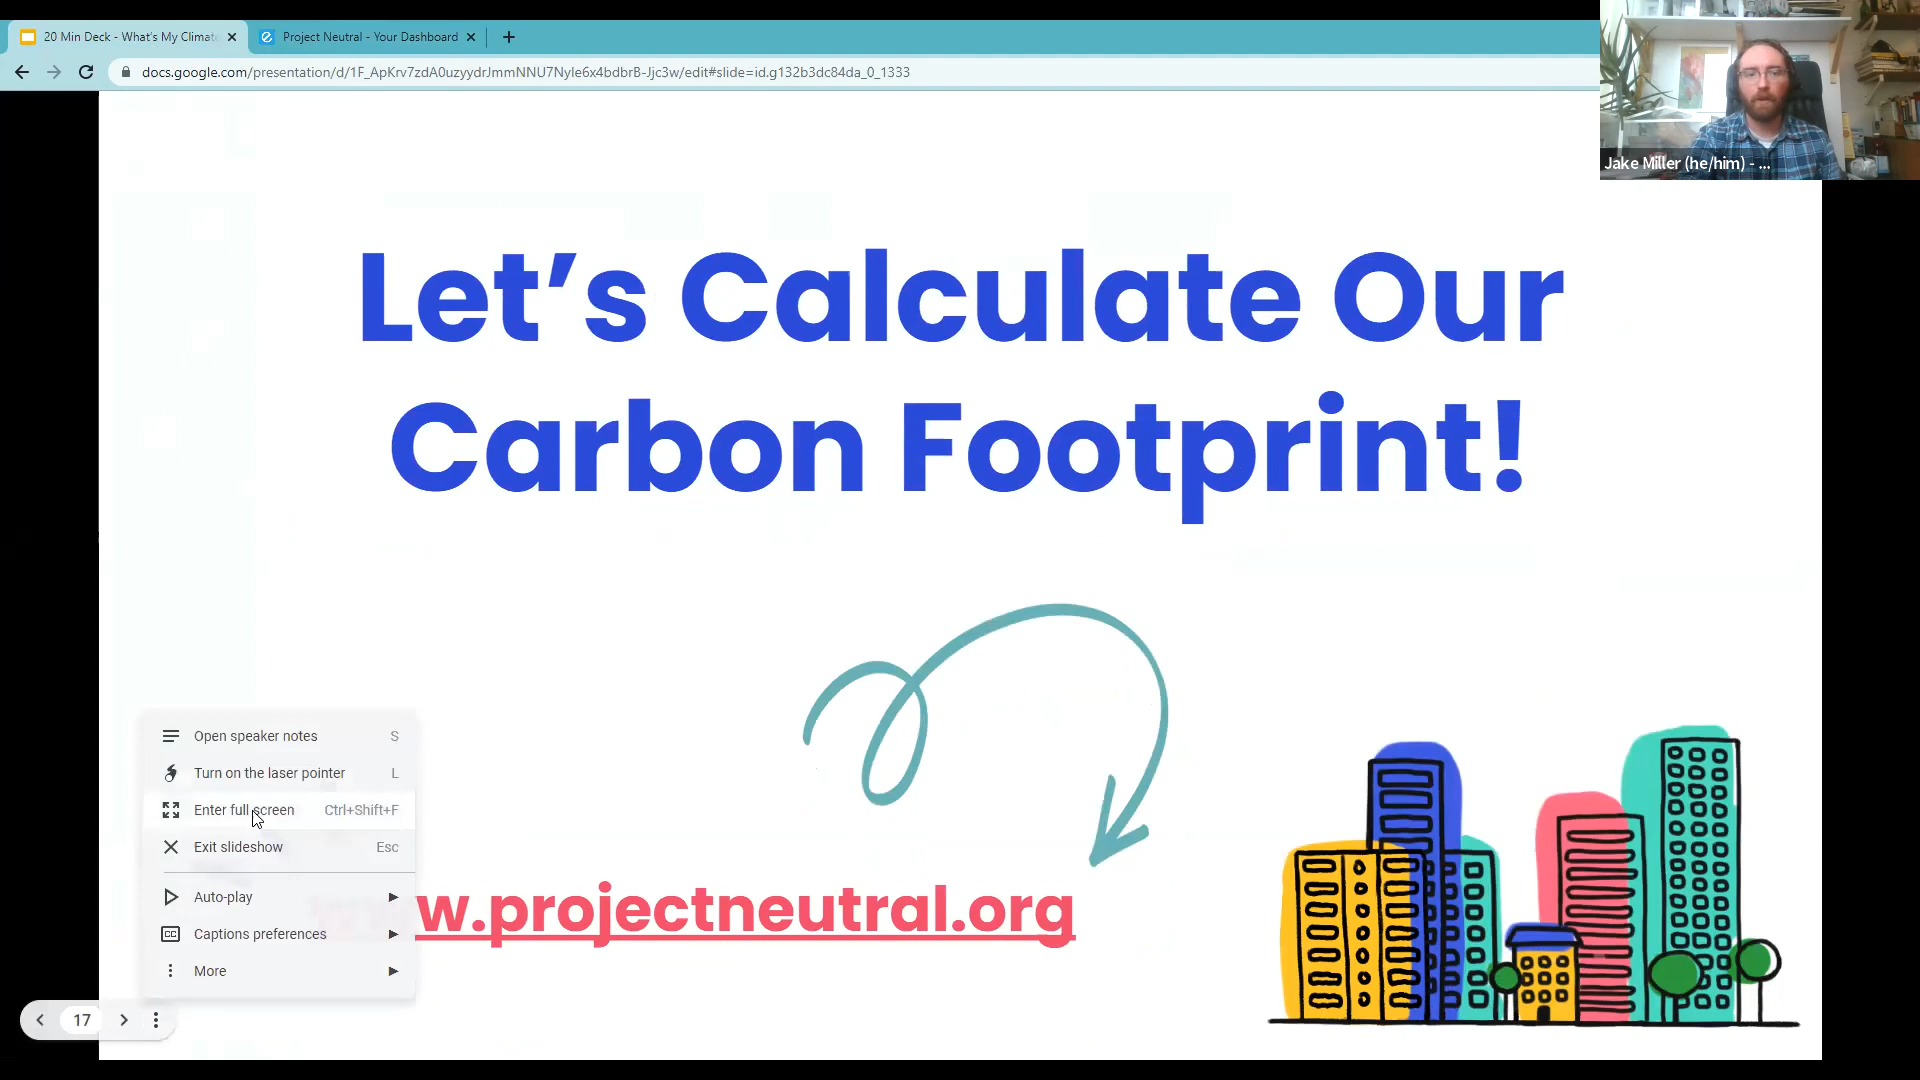 20 Min Deck - What's My Climate
Project Neutral - Your Dashboard
docs.google.com/presentation/d/1F_ApKrv7zdA0uzyydrJmmNNU7Nyle6x4bdbrB-Jjc3w/edit#slide=id.g132b3dc84da_0_1333
Jake Miller (he/him) - ...
Let's Calculate Our
Carbon Footprint!
Open speaker notes S
Turn on the laser pointer L
Enter full screen Ctrl+Shift+F
Exit slideshow Esc
Auto-play
Captions preferences
More
w.projectneutral.org
17